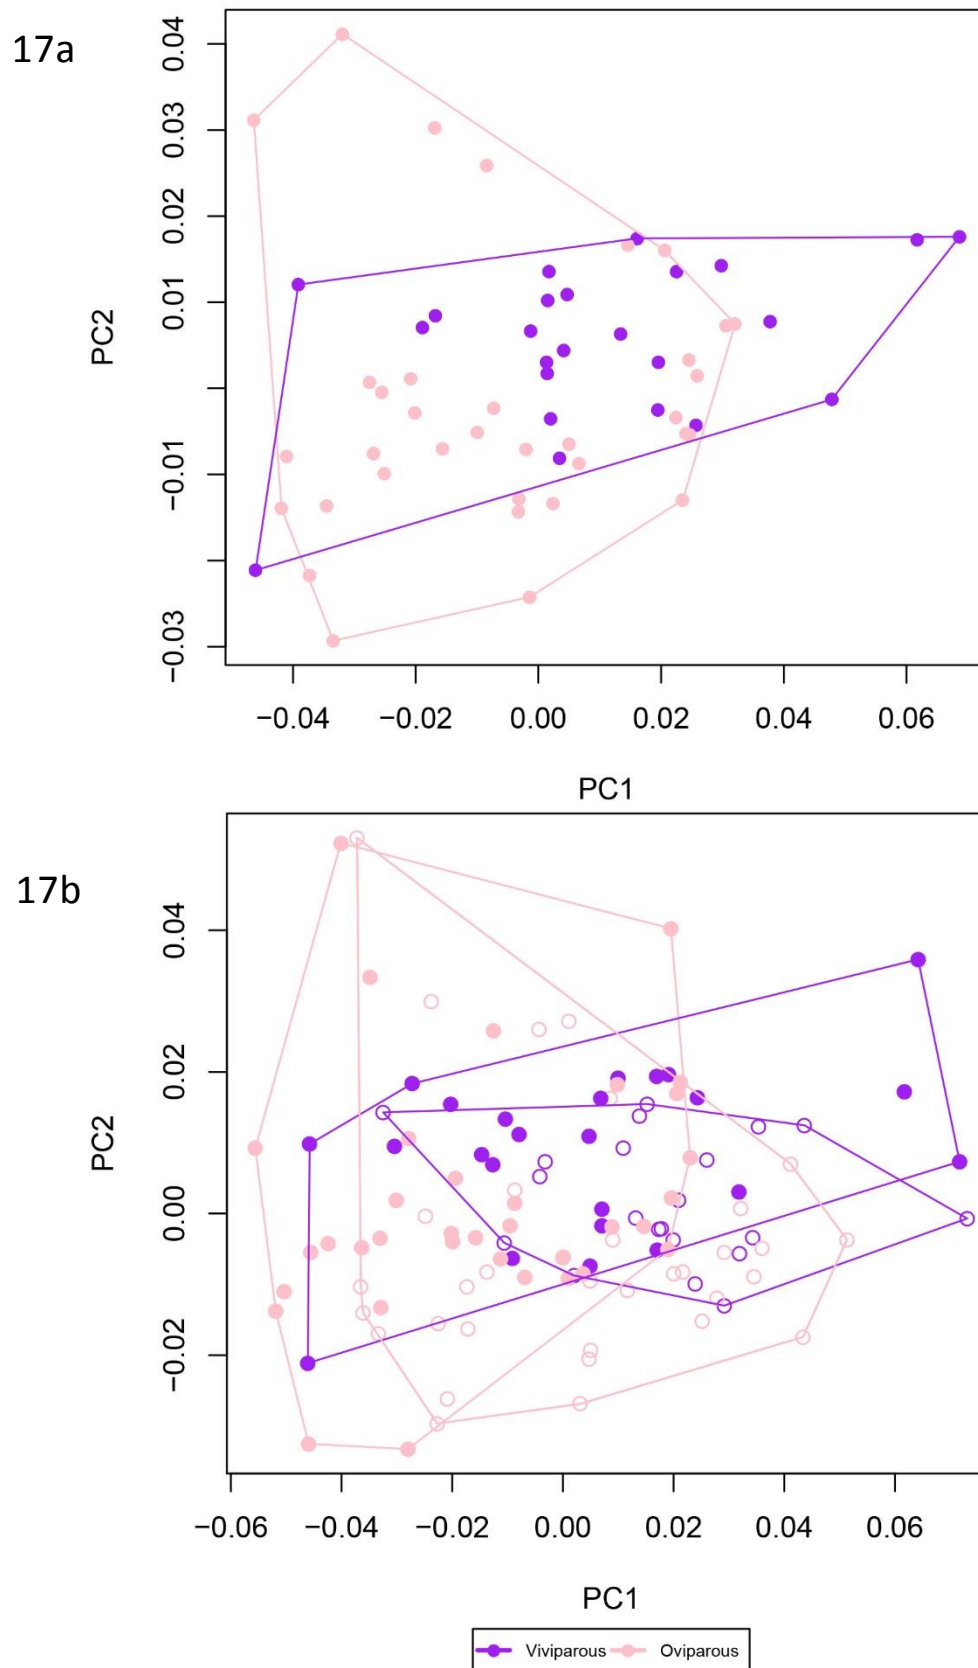 17a
0.04
0.03
0.02
0.01
−0.01
−0.03
PC2
−0.04 −0.02 0.00 0.02 0.04 0.06
PC1
17b
0.04
0.02
0.00
−0.02
PC2
−0.06 −0.04 −0.02 0.00 0.02 0.04 0.06
PC1
Viviparous Oviparous